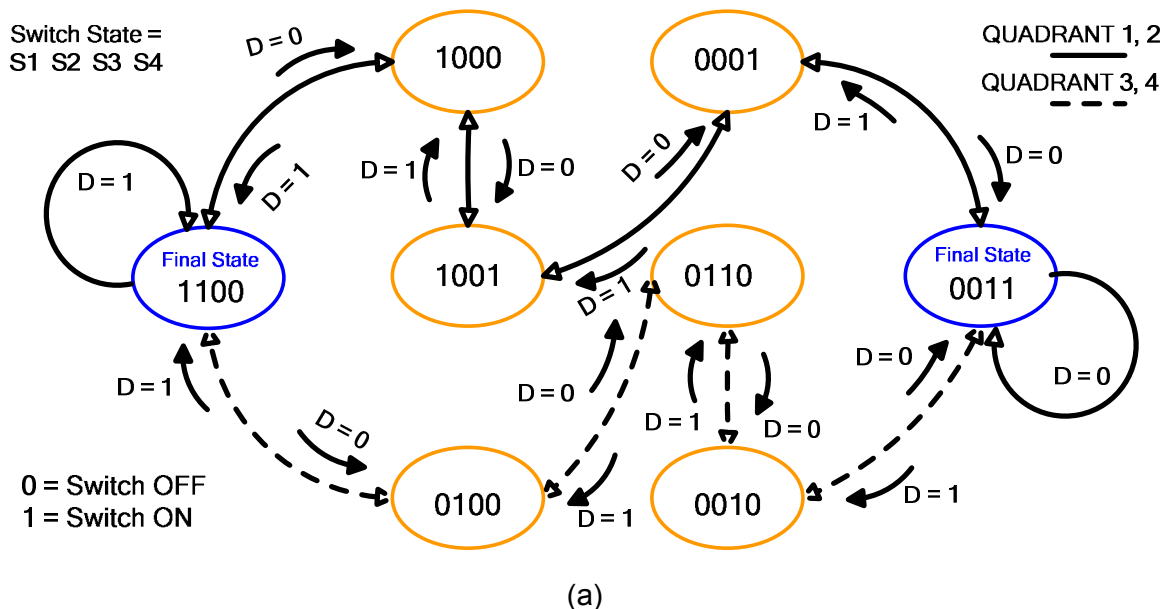 Switch State =
S1 S2 S3 S4
D = 0
1000
0001
QUADRANT 1, 2
QUADRANT 3, 4
D = 1
D = 0
D = 1
D = 1
D = 1
D = 0
D = 0
Final State
1100
1001
D = 1
0110
Final State
0011
D = 1
D = 0
D = 1
D = 0
D = 0
D = 0
D = 0
0 = Switch OFF
1 = Switch ON
0100
D = 1
0010
D = 1
(a)